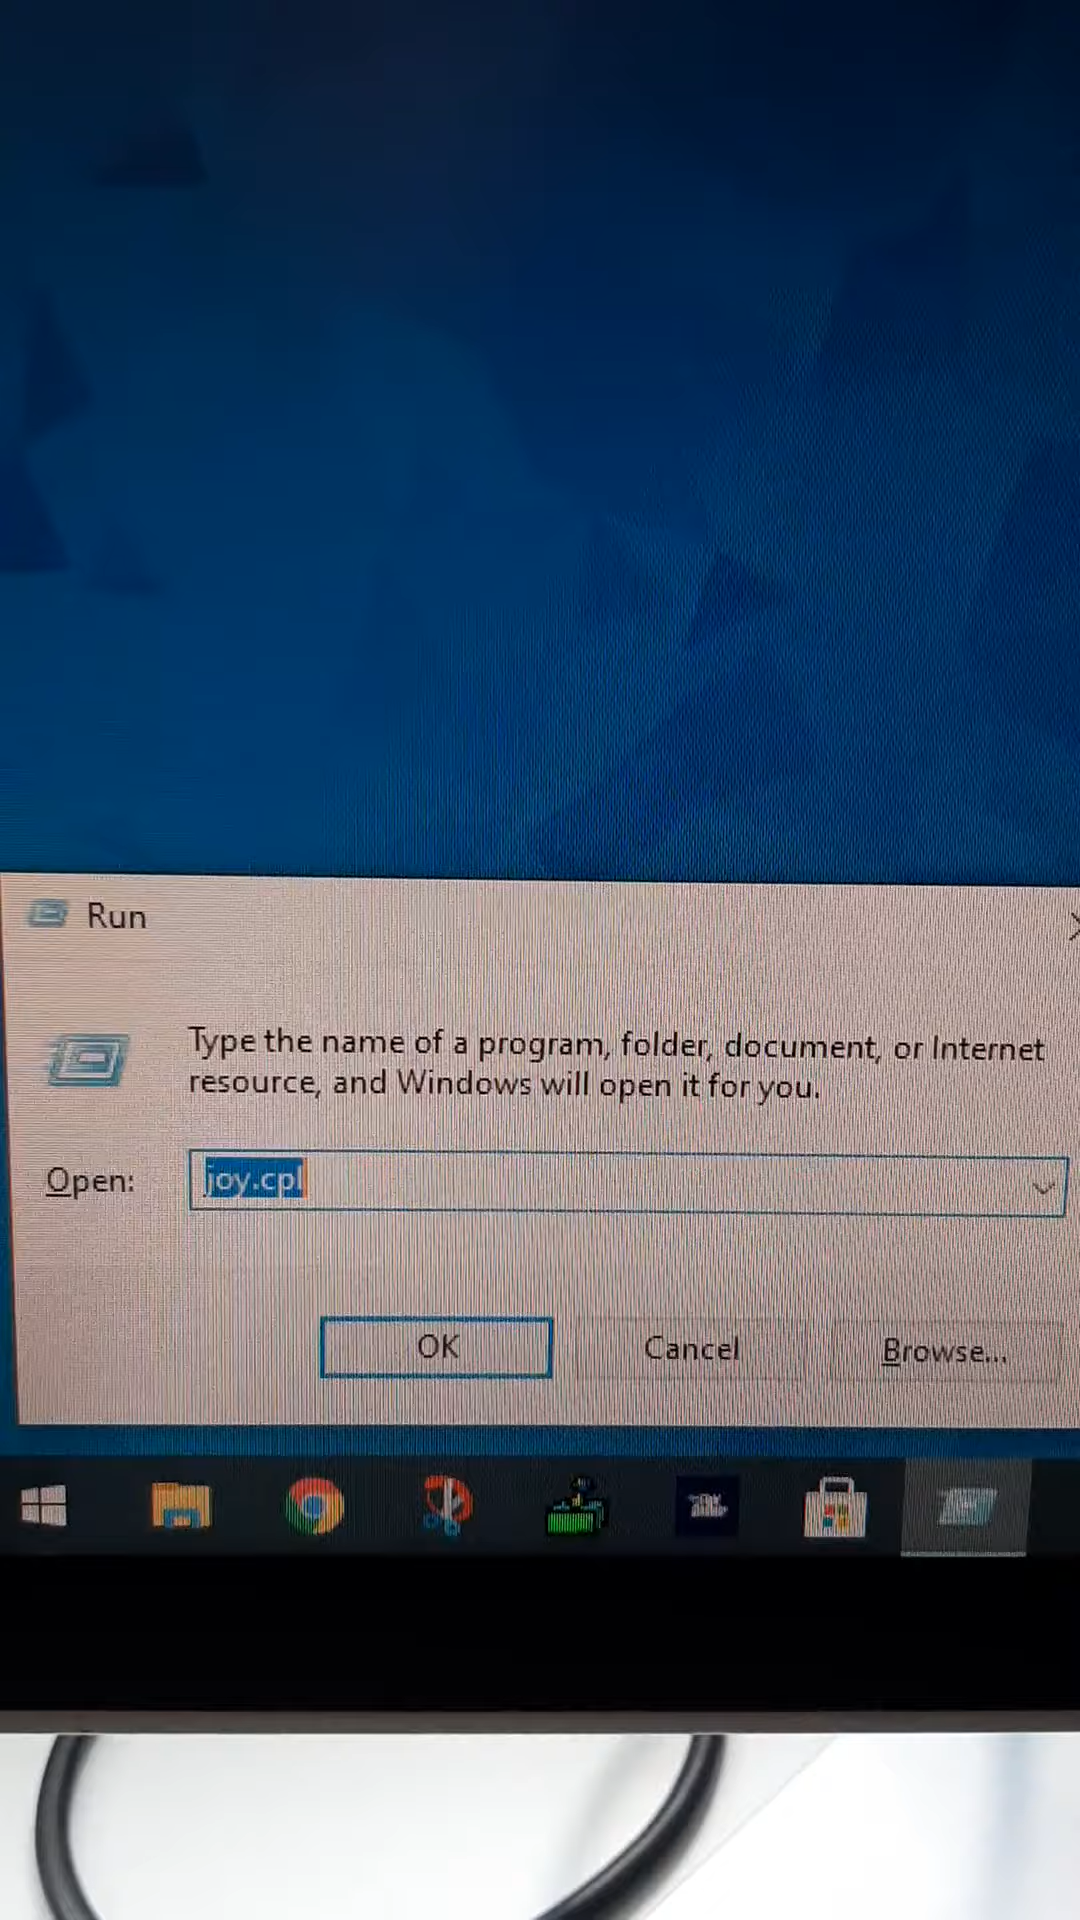 Run
Type the name of a program, folder, document, or Internet
resource, and Windows will open it for you.
Open:
joy.cpl
OK
Cancel
Browse...